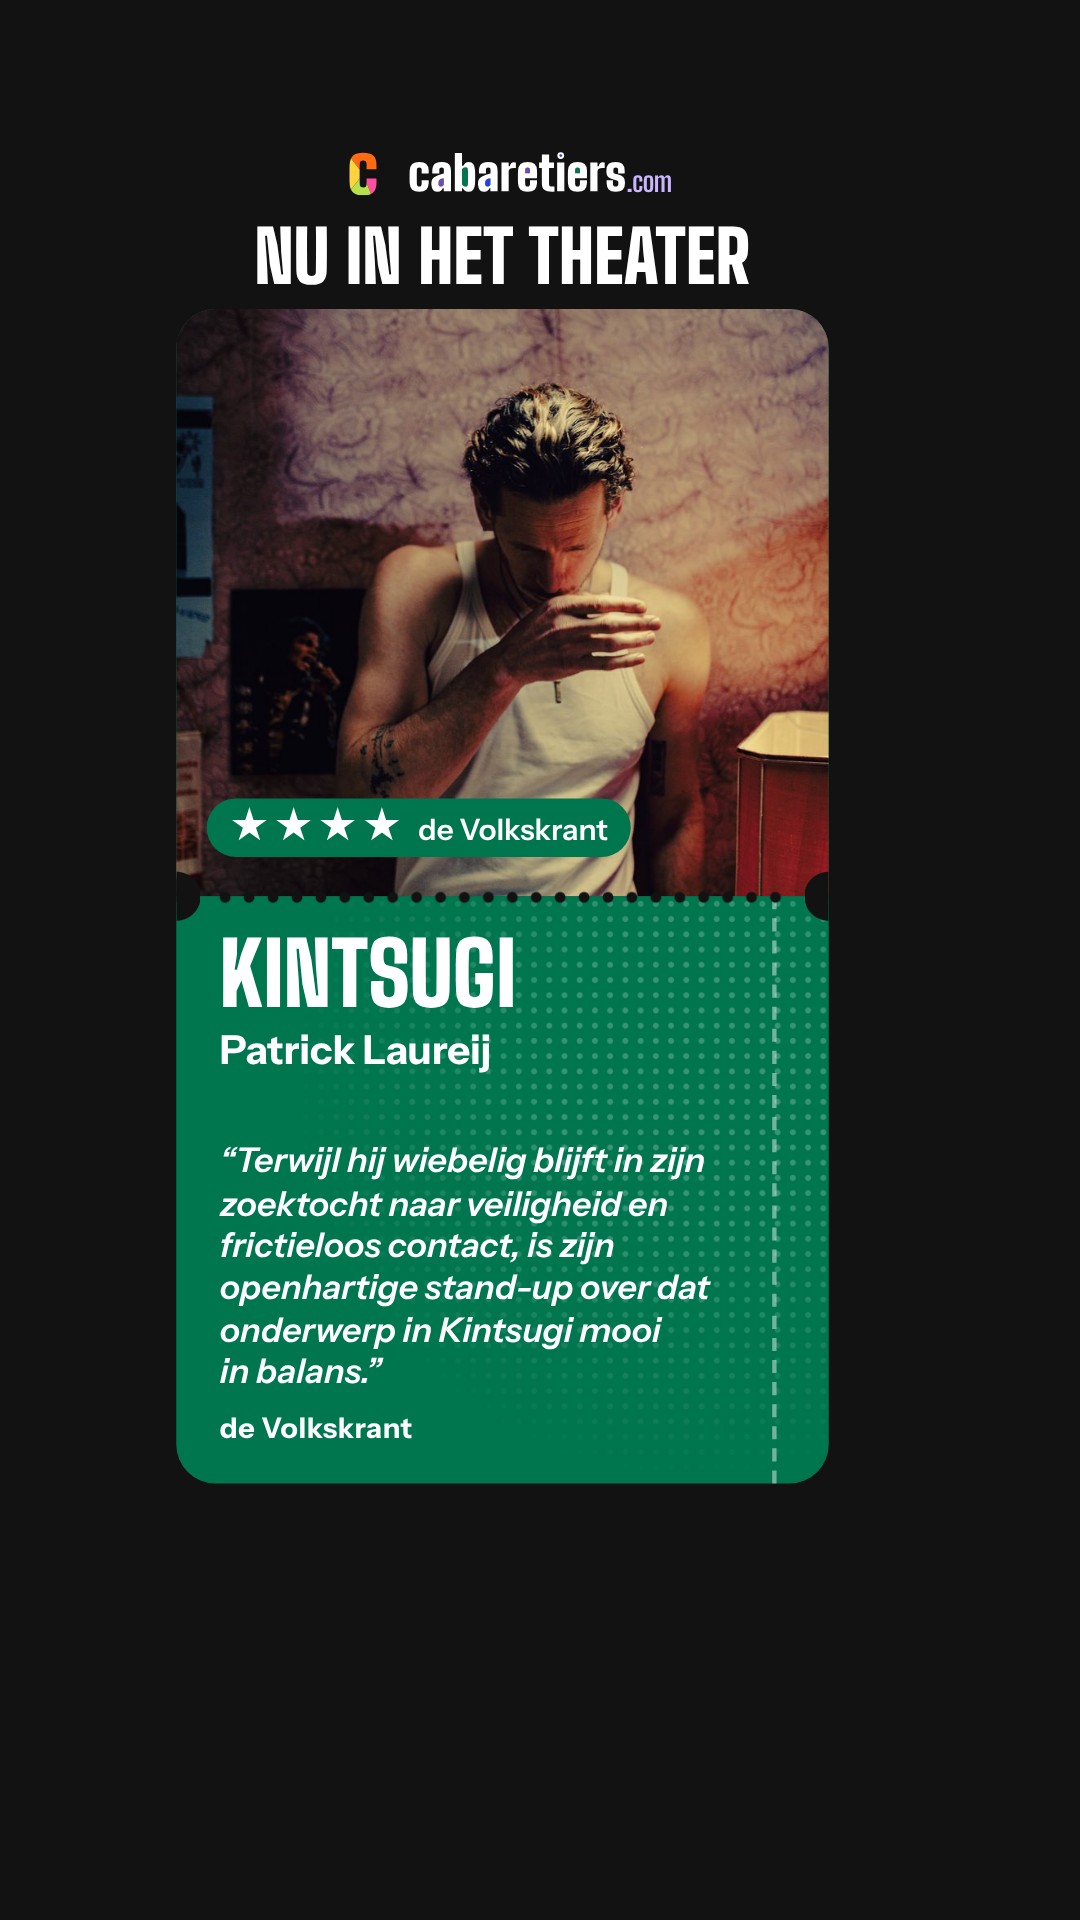 C cabaretiers.com
NU IN HET THEATER
★★★★ de Volkskrant
KINTSUGI
Patrick Laureij
“Terwijl hij wiebelig blijft in zijn
zoektocht naar veiligheid en
frictieloos contact, is zijn
openhartige stand-up over dat
onderwerp in Kintsugi mooi
in balans.”
de Volkskrant